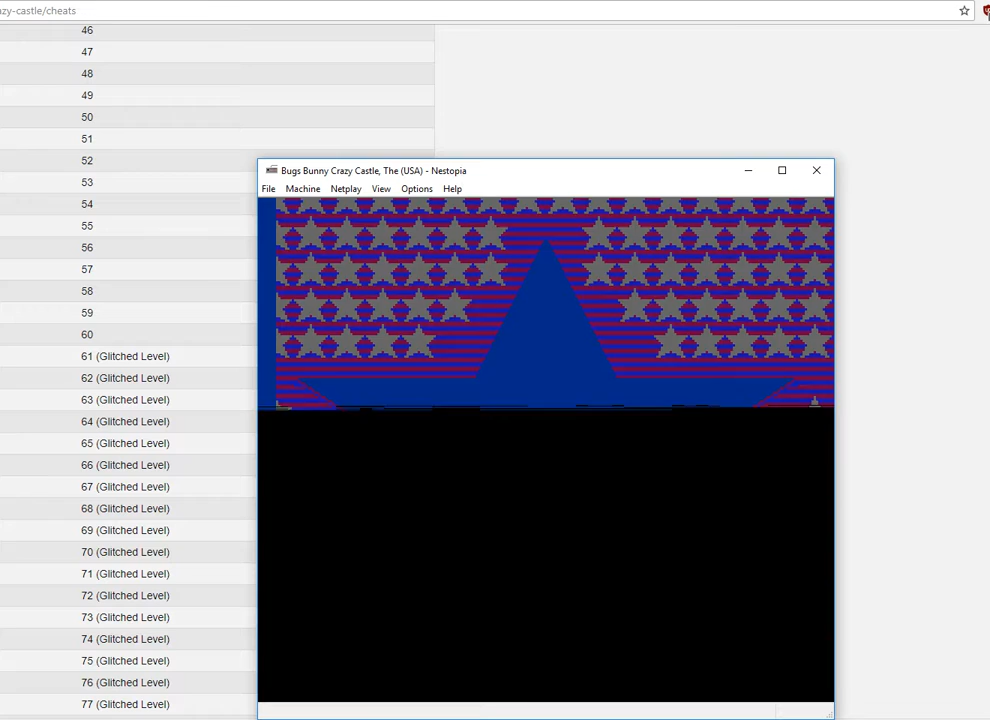 zy-castle/cheats
46
47
48
49
50
51
52
53
54
55
56
57
58
59
60
61 (Glitched Level)
62 (Glitched Level)
63 (Glitched Level)
64 (Glitched Level)
65 (Glitched Level)
66 (Glitched Level)
67 (Glitched Level)
68 (Glitched Level)
69 (Glitched Level)
70 (Glitched Level)
71 (Glitched Level)
72 (Glitched Level)
73 (Glitched Level)
74 (Glitched Level)
75 (Glitched Level)
76 (Glitched Level)
77 (Glitched Level)
Bugs Bunny Crazy Castle, The (USA) - Nestopia
File Machine Netplay View Options Help